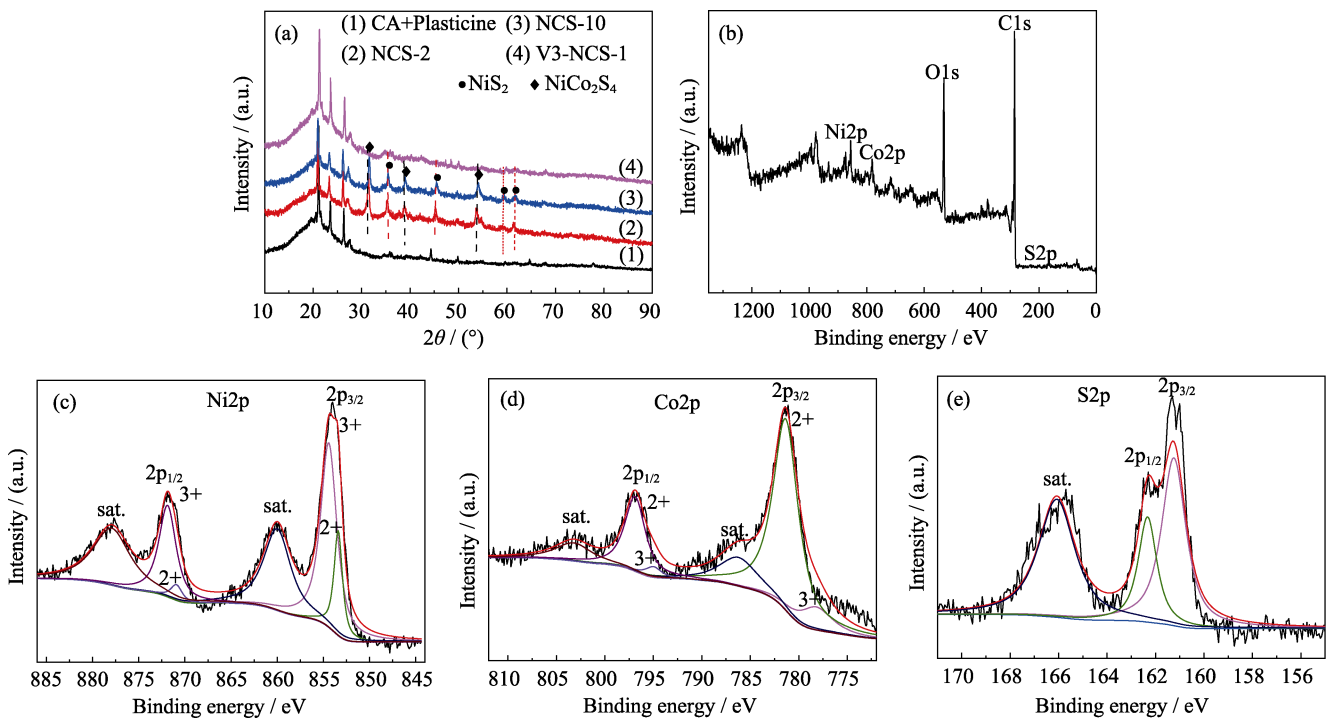 (a)
(1) CA+Plasticine (3) NCS-10
(2) NCS-2 (4) V3-NCS-1
● NiS2 ◆ NiCo2S4
(4)
(3)
(2)
(1)
Intensity / (a.u.)
10 20 30 40 50 60 70 80 90
2θ / (°)
(b)
C1s
O1s
Ni2p
Co2p
S2p
Intensity / (a.u.)
1200 1000 800 600 400 200 0
Binding energy / eV
(c)
Ni2p
2p3/2
3+
2p1/2
3+
sat.
sat.
2+
2+
Intensity / (a.u.)
885 880 875 870 865 860 855 850 845
Binding energy / eV
(d)
Co2p
2p3/2
2+
2p1/2
2+
sat.
sat.
3+
3+
Intensity / (a.u.)
810 805 800 795 790 785 780 775
Binding energy / eV
(e)
S2p
2p3/2
2p1/2
sat.
Intensity / (a.u.)
170 168 166 164 162 160 158 156
Binding energy / eV